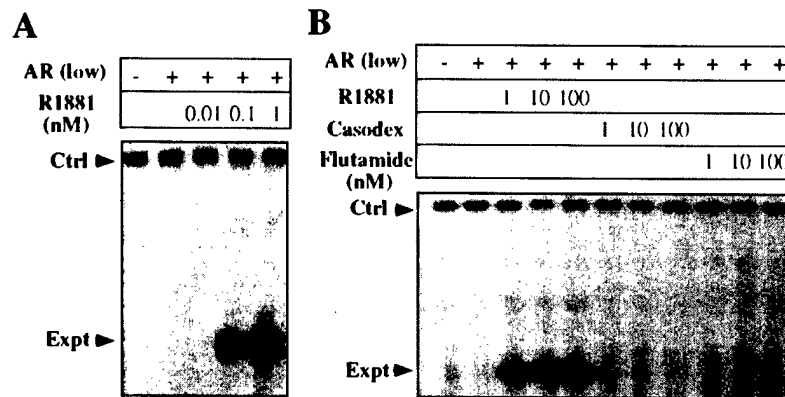 A
AR (low) - + + + +
R1881 (nM) 0.01 0.1 1
Ctrl
Expt
B
AR (low) - + + + + + + + + + +
R1881 1 10 100
Casodex 1 10 100
Flutamide (nM) 1 10 100
Ctrl
Expt